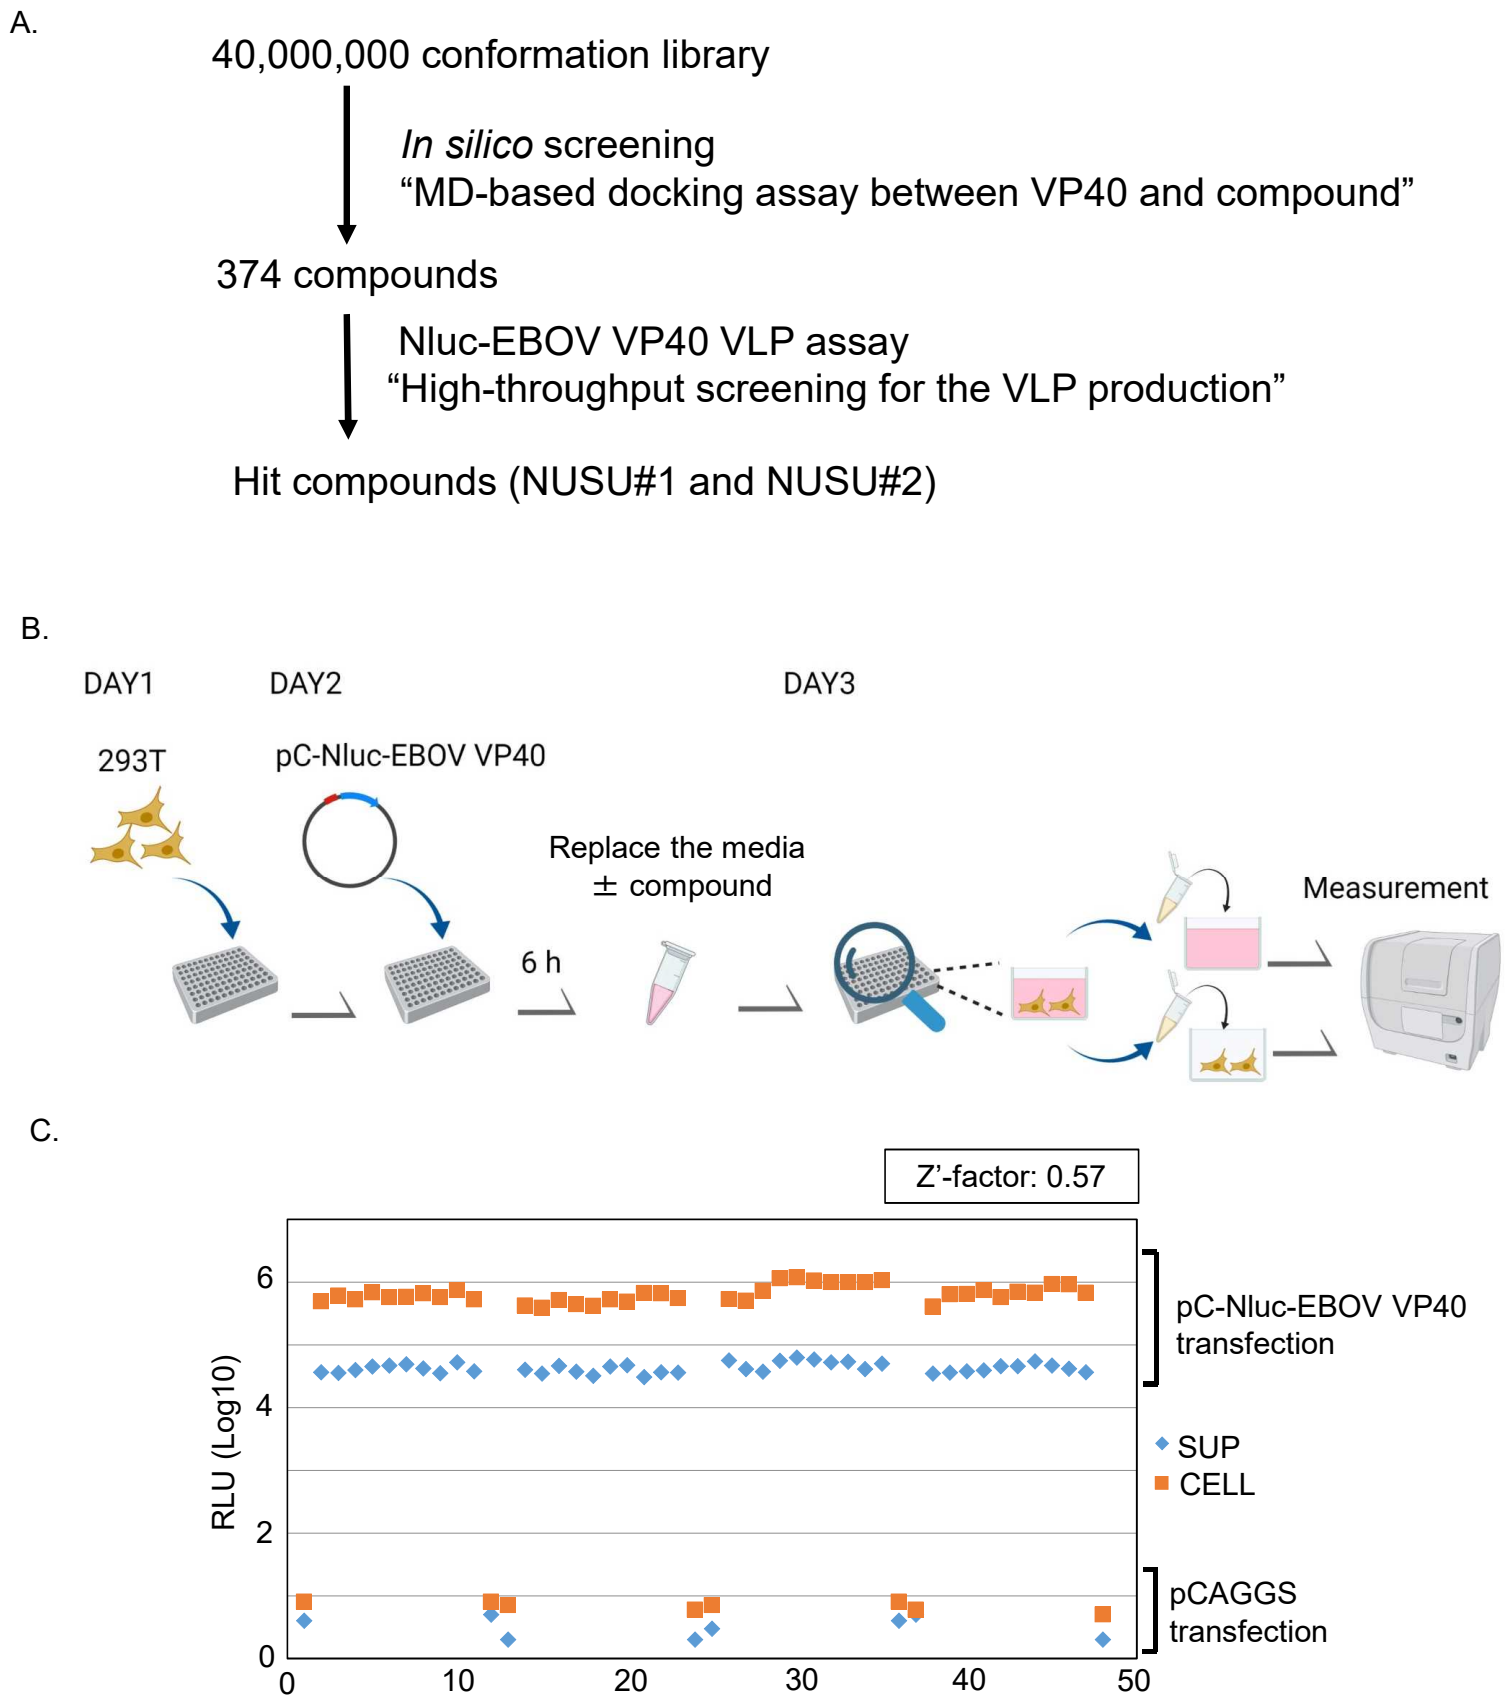 A.
40,000,000 conformation library
In silico screening
“MD-based docking assay between VP40 and compound”
374 compounds
Nluc-EBOV VP40 VLP assay
“High-throughput screening for the VLP production”
Hit compounds (NUSU#1 and NUSU#2)
B.
DAY1
DAY2
DAY3
293T
pC-Nluc-EBOV VP40
Replace the media
± compound
6 h
Measurement
C.
Z’-factor: 0.57
RLU (Log10)
6
4
2
0
0
10
20
30
40
50
pC-Nluc-EBOV VP40
transfection
SUP
CELL
pCAGGS
transfection